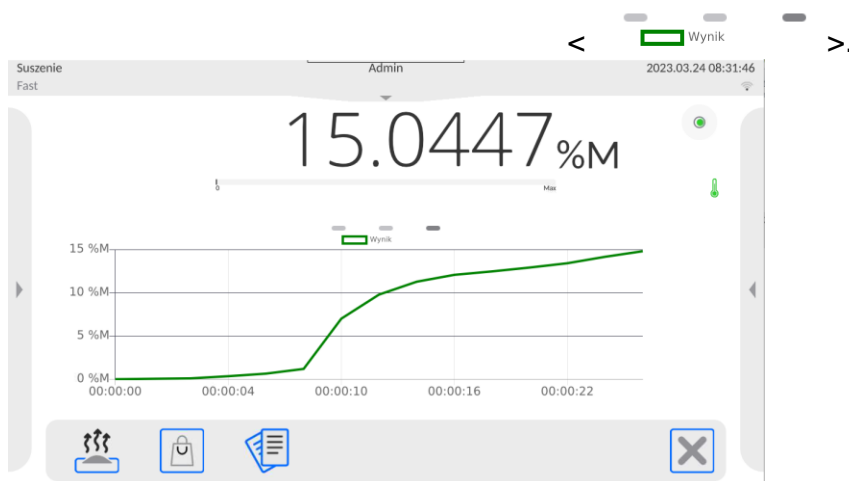 < Wynik >.
Suszenie Admin 2023.03.24 08:31:46
Fast
15.0447%M
0 Max
Wynik
15 %M
10 %M
5 %M
0 %M
00:00:00 00:00:04 00:00:10 00:00:16 00:00:22